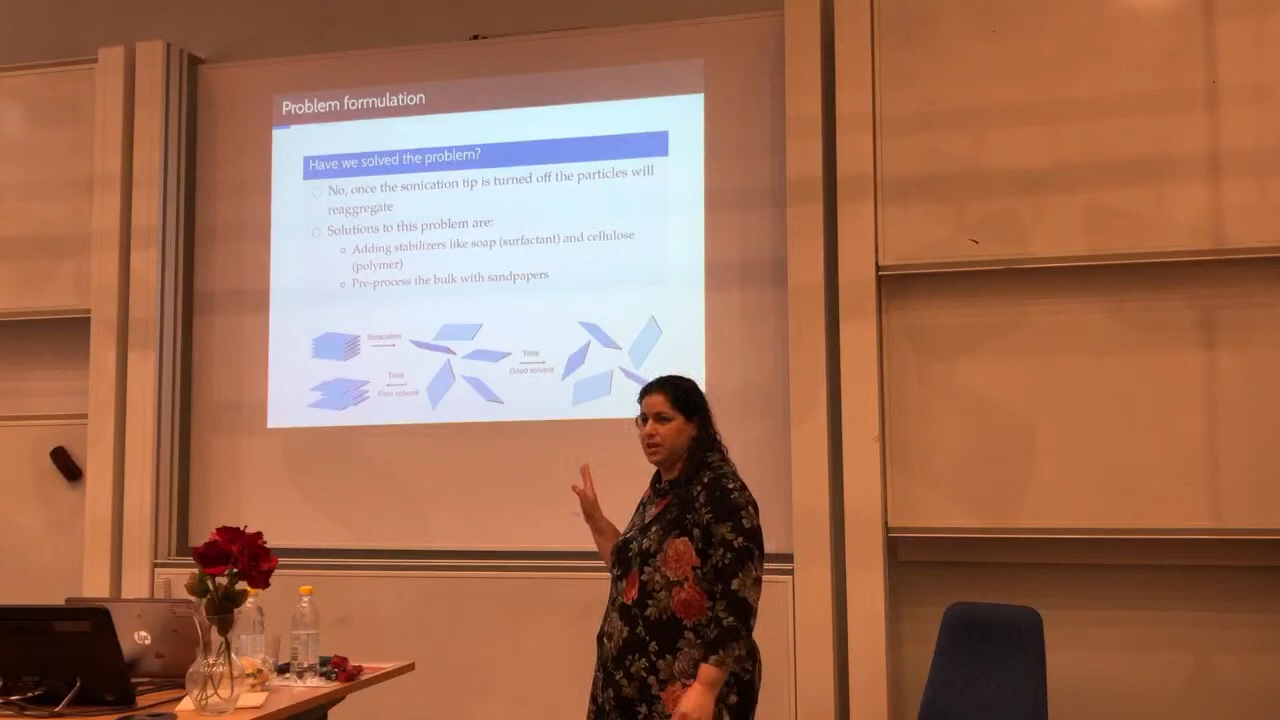 Problem formulation
Have we solved the problem?
No, once the sonication tip is turned off the particles will
reaggregate
Solutions to this problem are:
Adding stabilizers like soap (surfactant) and cellulose
(polymer)
Pre-process the bulk with sandpapers
Sonication
Time
Good solvent
Time
Poor solvent
hp